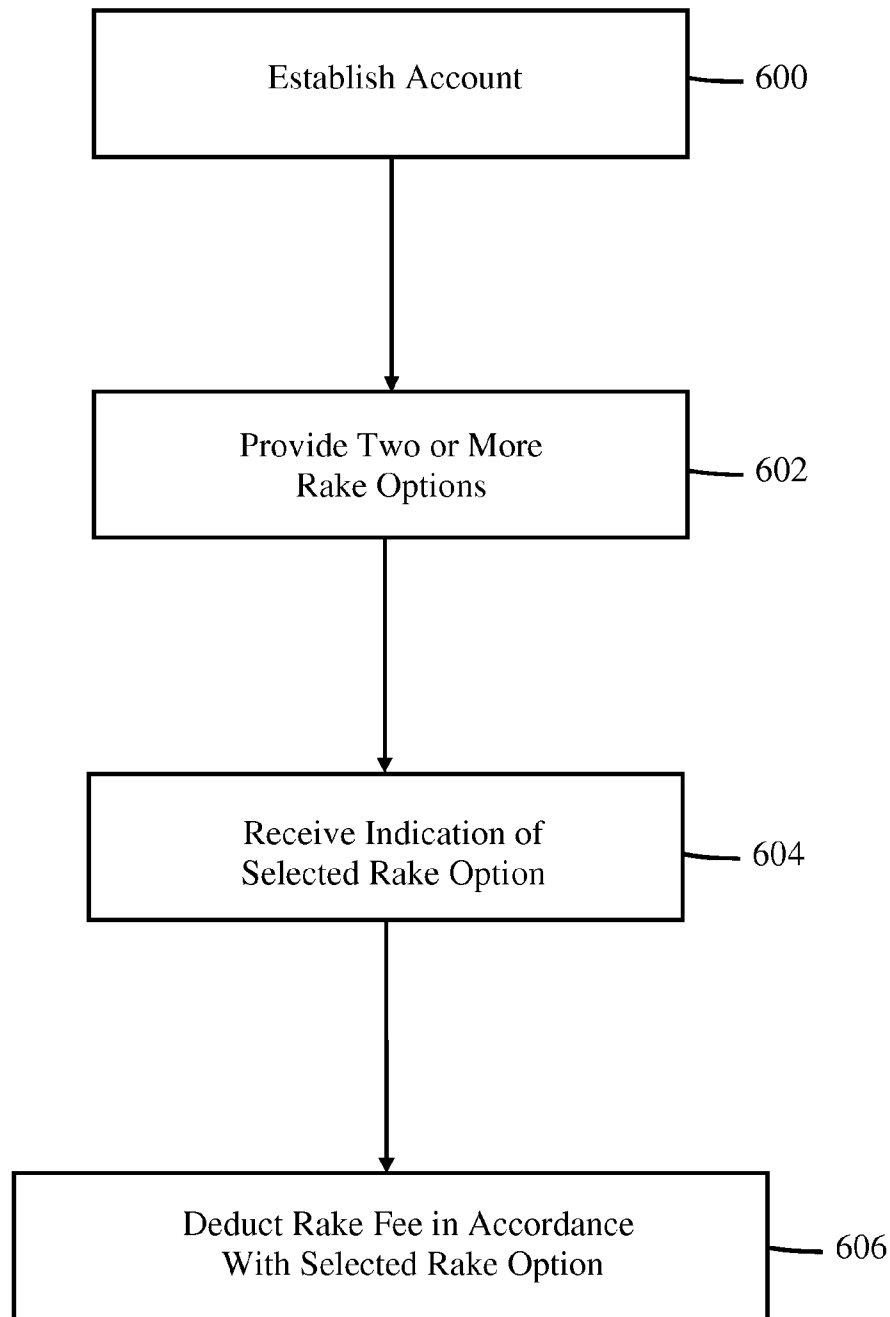 Establish Account
600
Provide Two or More
Rake Options
602
Receive Indication of
Selected Rake Option
604
Deduct Rake Fee in Accordance
With Selected Rake Option
606